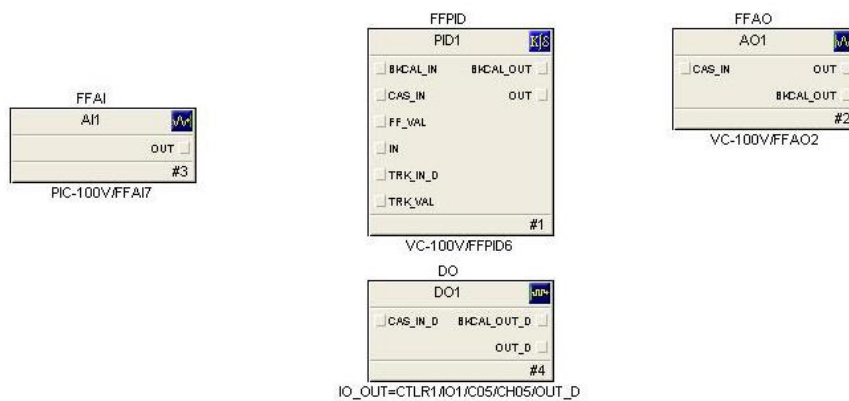 FFPID
PID1 K∫δ
BKCAL_IN BKCAL_OUT
CAS_IN OUT
FF_VAL
IN
TRK_IN_D
TRK_VAL
#1
VC-100V/FFPID6
FFAO
AO1
CAS_IN OUT
BKCAL_OUT
#2
VC-100V/FFAO2
FFAI
AI1
OUT
#3
PIC-100V/FFAI7
DO
DO1
CAS_IN_D BKCAL_OUT_D
OUT_D
#4
IO_OUT=CTLR1/IO1/C05/CH05/OUT_D